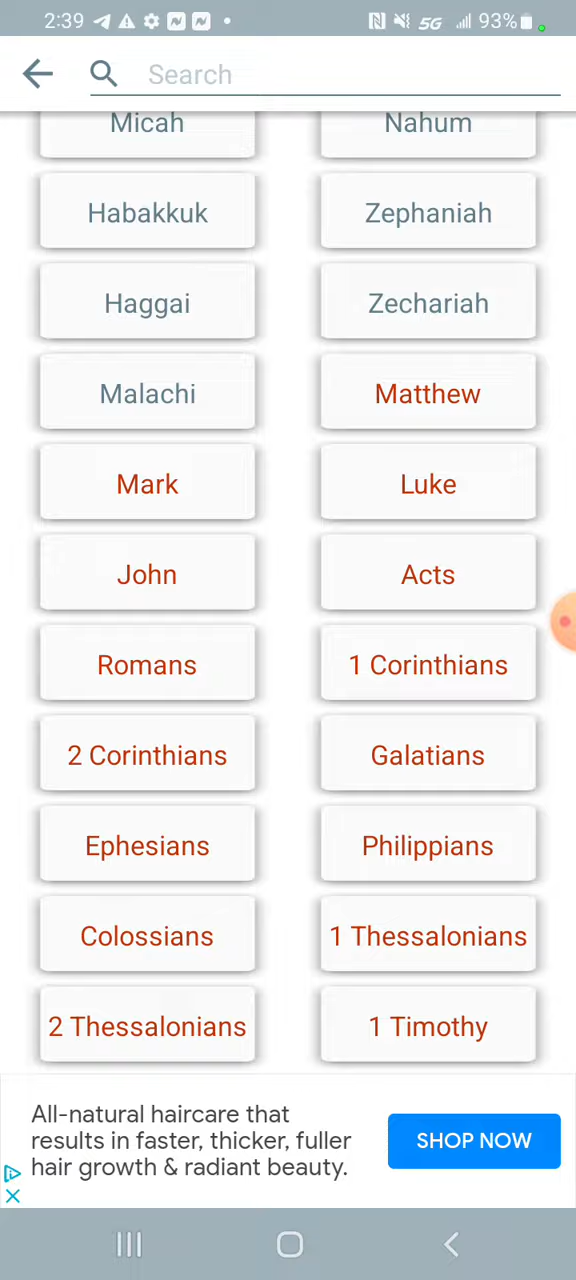 2:39
5G
93%
Search
Micah
Nahum
Habakkuk
Zephaniah
Haggai
Zechariah
Malachi
Matthew
Mark
Luke
John
Acts
Romans
1 Corinthians
2 Corinthians
Galatians
Ephesians
Philippians
Colossians
1 Thessalonians
2 Thessalonians
1 Timothy
All-natural haircare that
results in faster, thicker, fuller
hair growth & radiant beauty.
SHOP NOW